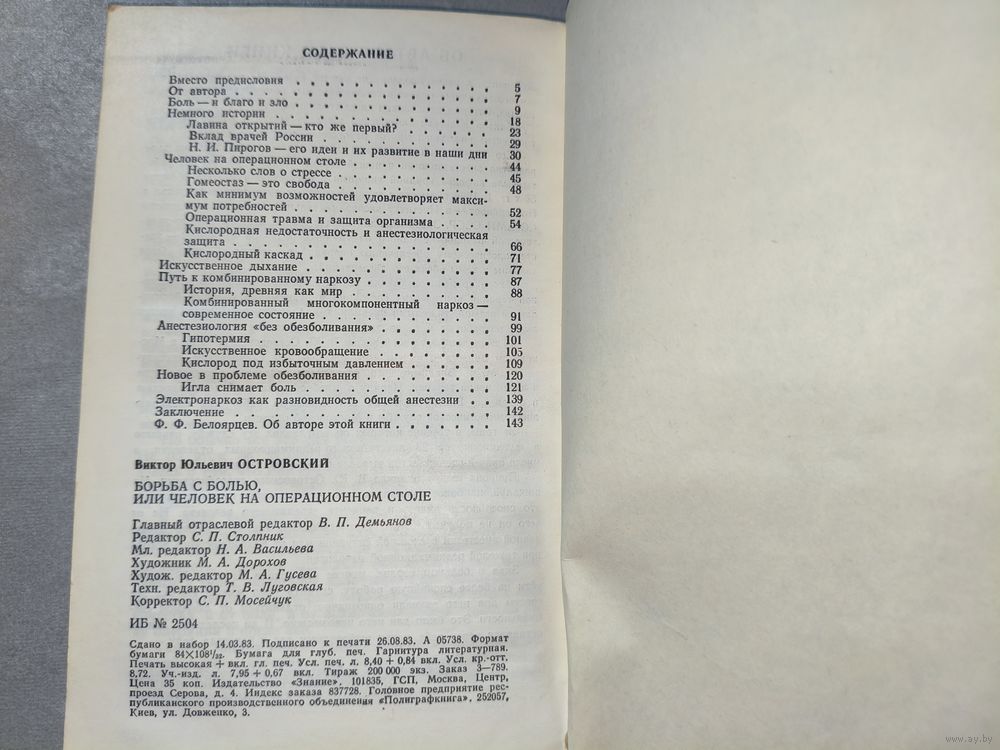 СОДЕРЖАНИЕ
Вместо предисловия . . . . . . . . . . . . 5
От автора . . . . . . . . . . . . 7
Боль — и благо и зло . . . . . . . . . . . . 9
Немного истории . . . . . . . . . . . . 18
Лавина открытий — кто же первый? . . . . . . 23
Вклад врачей России . . . . . . . . . . 29
Н. И. Пирогов — его идеи и их развитие в наши дни 30
Человек на операционном столе . . . . . . . . 44
Несколько слов о стрессе . . . . . . . . . 45
Гомеостаз — это свобода . . . . . . . . . 48
Как минимум возможностей удовлетворяет макси-
мум потребностей . . . . . . . . . . 52
Операционная травма и защита организма . . . . 54
Кислородная недостаточность и анестезиологическая
защита . . . . . . . . . . . . 66
Кислородный каскад . . . . . . . . . . 71
Искусственное дыхание . . . . . . . . . . 77
Путь к комбинированному наркозу . . . . . . . 87
История, древняя как мир . . . . . . . . 88
Комбинированный многокомпонентный наркоз —
современное состояние . . . . . . . . . 91
Анестезиология «без обезболивания» . . . . . . 99
Гипотермия . . . . . . . . . . . . 101
Искусственное кровообращение . . . . . . 105
Кислород под избыточным давлением . . . . . 109
Новое в проблеме обезболивания . . . . . . . 120
Игла снимает боль . . . . . . . . . . 121
Электронаркоз как разновидность общей анестезии . . 139
Заключение . . . . . . . . . . . . 142
Ф. Ф. Белоярцев. Об авторе этой книги . . . . . . 143
Виктор Юльевич ОСТРОВСКИЙ
БОРЬБА С БОЛЬЮ,
ИЛИ ЧЕЛОВЕК НА ОПЕРАЦИОННОМ СТОЛЕ
Главный отраслевой редактор В. П. Демьянов
Редактор С. П. Столпник
Мл. редактор Н. А. Васильева
Художник М. А. Дорохов
Худож. редактор М. А. Гусева
Техн. редактор Т. В. Луговская
Корректор С. П. Мосейчук
ИБ № 2504
Сдано в набор 14.03.83. Подписано к печати 26.08.83. А 05738. Формат
бумаги 84×108¹/₃₂. Бумага для глуб. печ. Гарнитура литературная.
Печать высокая + вкл. гл. печ. Усл. печ. л. 8,40 + 0,84 вкл. Усл. кр.-отт.
8,72. Уч.-изд. л. 7,95 + 0,67 вкл. Тираж 200 000 экз. Заказ 3—789.
Цена 35 коп. Издательство «Знание». 101835, ГСП, Москва, Центр,
проезд Серова, д. 4. Индекс заказа 837728. Головное предприятие рес-
публиканского производственного объединения «Полиграфкнига». 252057,
Киев, ул. Довженко, 3.
www.ay.by